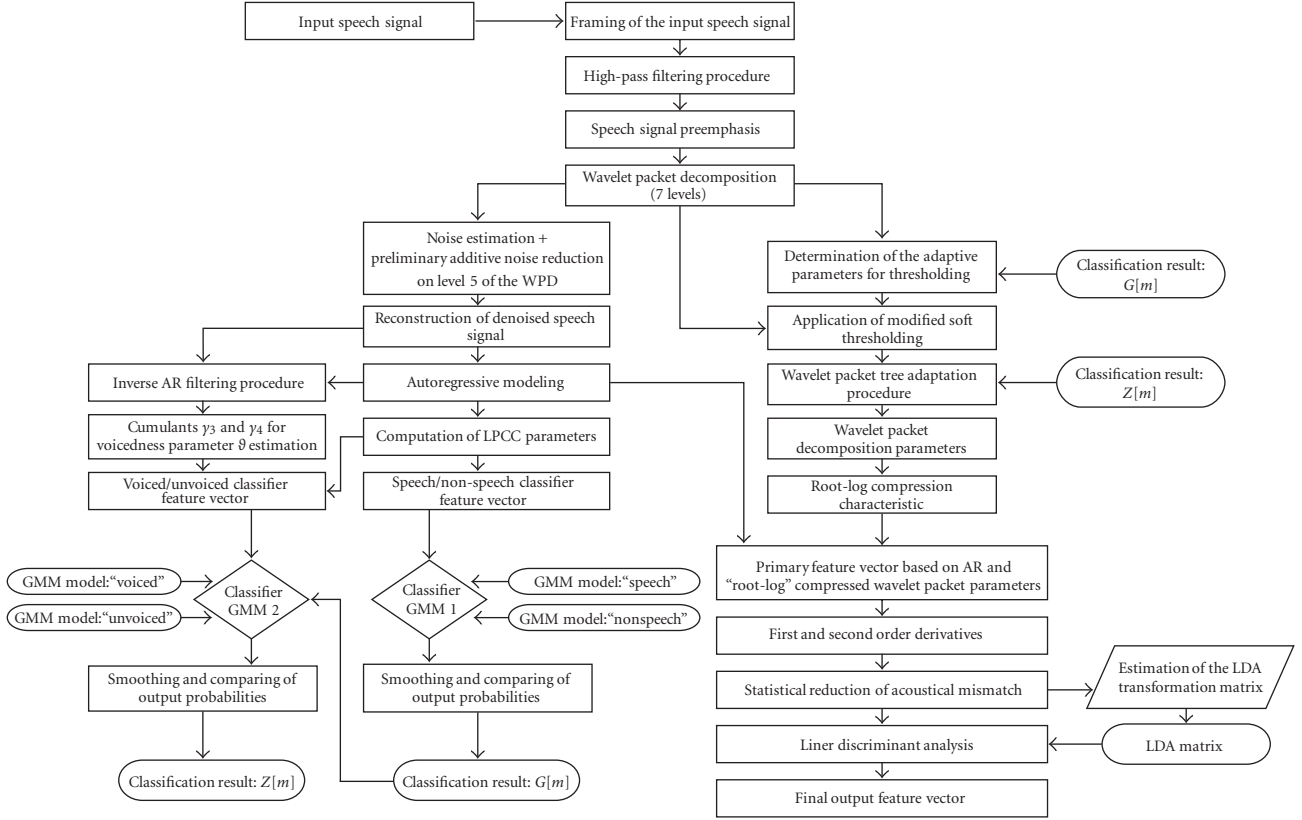 Input speech signal
Framing of the input speech signal
High-pass filtering procedure
Speech signal preemphasis
Wavelet packet decomposition
(7 levels)
Noise estimation +
preliminary additive noise reduction
on level 5 of the WPD
Reconstruction of denoised speech
signal
Inverse AR filtering procedure
Autoregressive modeling
Cumulants γ3 and γ4 for
voicedness parameter ϑ estimation
Computation of LPCC parameters
Voiced/unvoiced classifier
feature vector
Speech/non-speech classifier
feature vector
GMM model:“voiced”
GMM model:“unvoiced”
Classifier
GMM 2
Classifier
GMM 1
GMM model:“speech”
GMM model:“nonspeech”
Smoothing and comparing of
output probabilities
Smoothing and comparing of
output probabilities
Classification result: Z[m]
Classification result: G[m]
Determination of the adaptive
parameters for thresholding
Classification result:
G[m]
Application of modified soft
thresholding
Wavelet packet tree adaptation
procedure
Classification result:
Z[m]
Wavelet packet
decomposition parameters
Root-log compression
characteristic
Primary feature vector based on AR and
“root-log” compressed wavelet packet parameters
First and second order derivatives
Statistical reduction of acoustical mismatch
Estimation of the LDA
transformation matrix
Liner discriminant analysis
LDA matrix
Final output feature vector